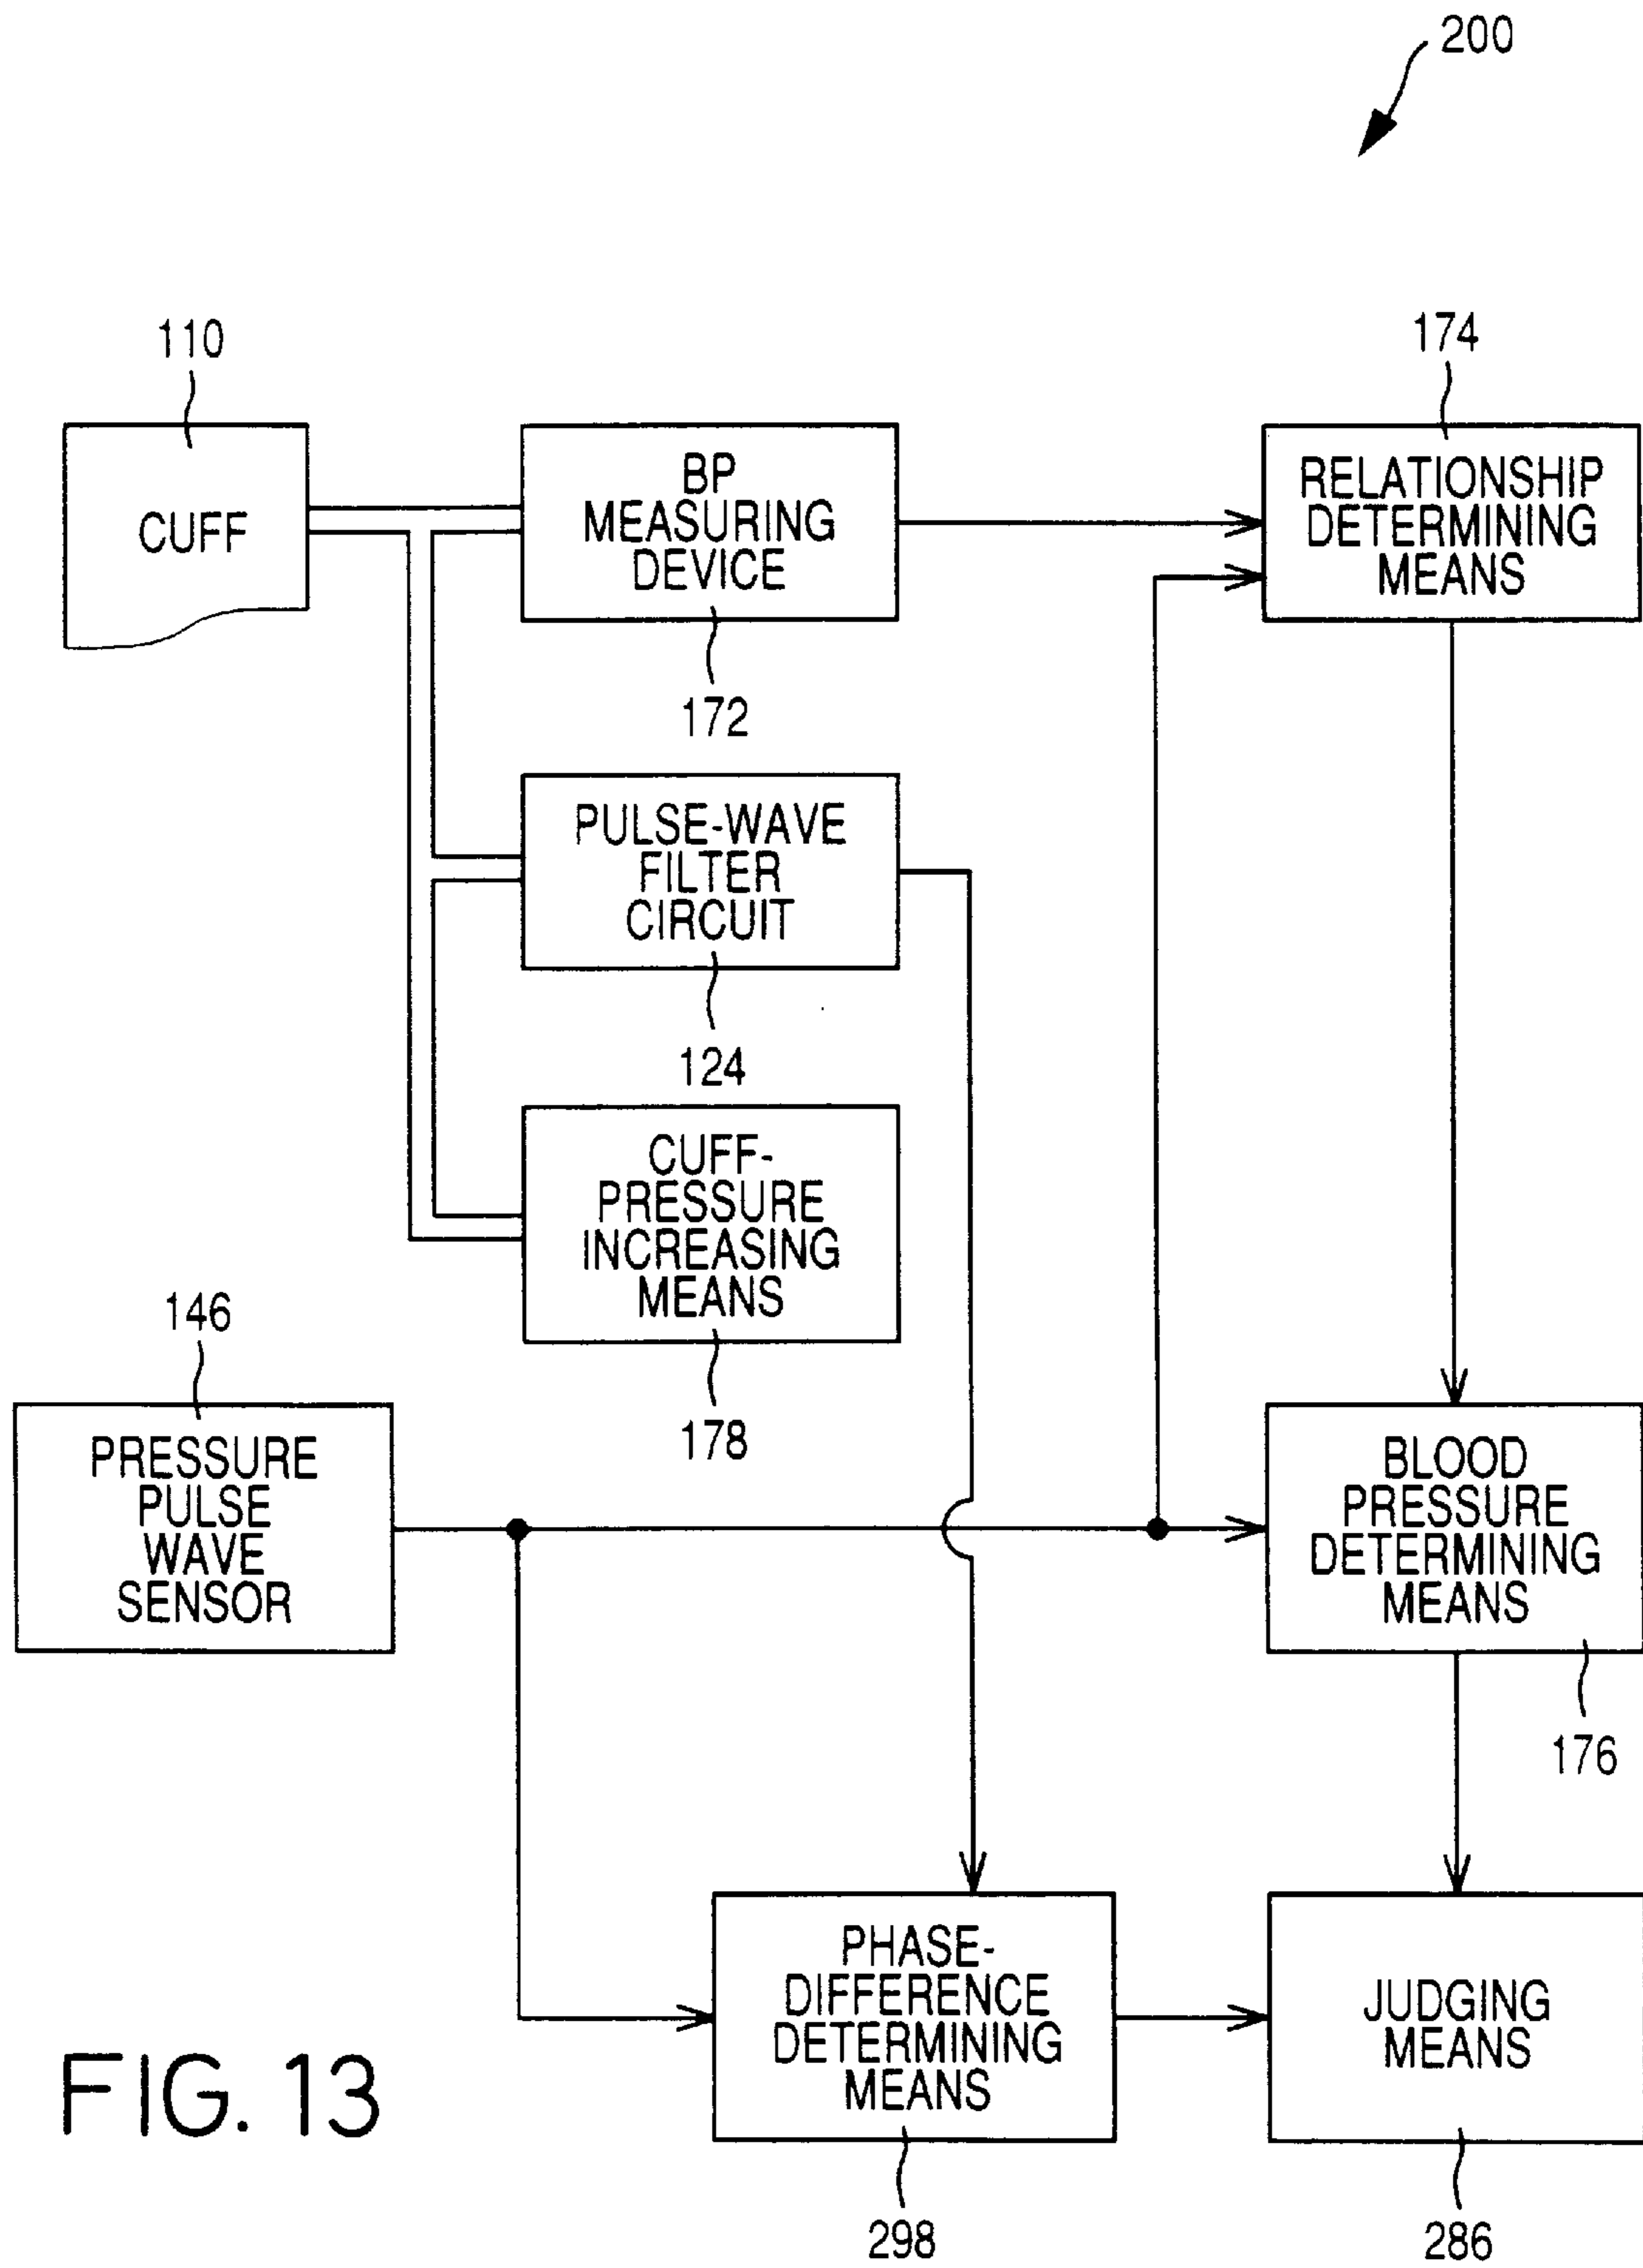 200
110
CUFF
BP
MEASURING
DEVICE
172
174
RELATIONSHIP
DETERMINING
MEANS
PULSE-WAVE
FILTER
CIRCUIT
124
CUFF-
PRESSURE
INCREASING
MEANS
178
146
PRESSURE
PULSE
WAVE
SENSOR
BLOOD
PRESSURE
DETERMINING
MEANS
176
PHASE-
DIFFERENCE
DETERMINING
MEANS
298
JUDGING
MEANS
286
FIG. 13